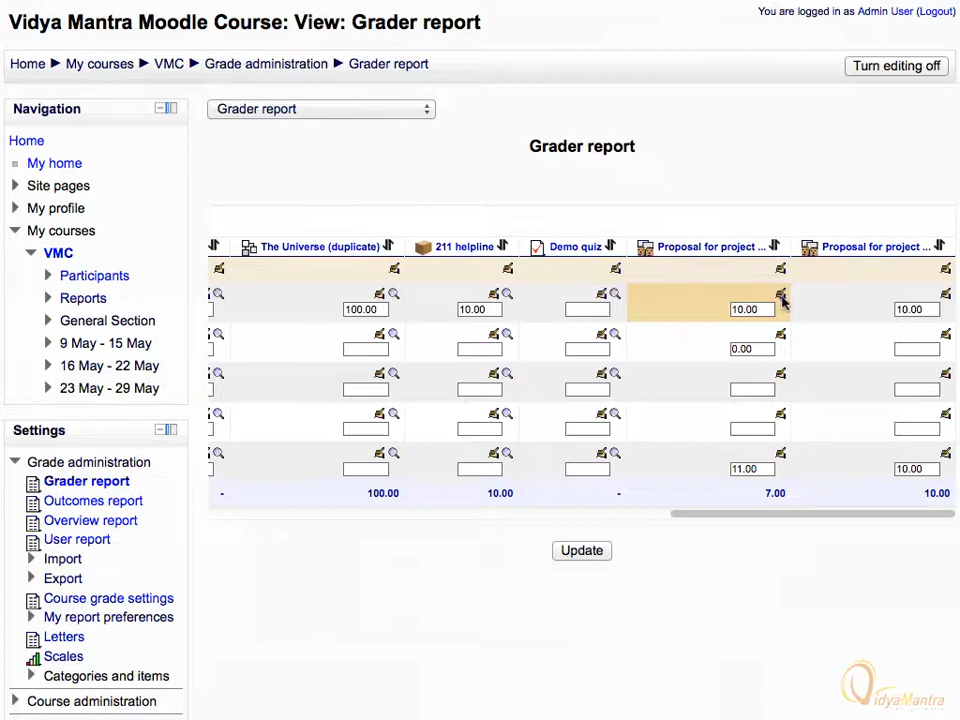 Vidya Mantra Moodle Course: View: Grader report
You are logged in as Admin User (Logout)
Home ► My courses ► VMC ► Grade administration ► Grader report
Turn editing off
Navigation
Home
My home
Site pages
My profile
My courses
VMC
Participants
Reports
General Section
9 May - 15 May
16 May - 22 May
23 May - 29 May
Settings
Grade administration
Grader report
Outcomes report
Overview report
User report
Import
Export
Course grade settings
My report preferences
Letters
Scales
Categories and items
Course administration
Grader report
Grader report
The Universe (duplicate) 211 helpline Demo quiz Proposal for project ... Proposal for project ...
100.00 10.00 10.00 10.00
0.00
11.00 10.00
- 100.00 10.00 - 7.00 10.00
Update
VidyaMantra